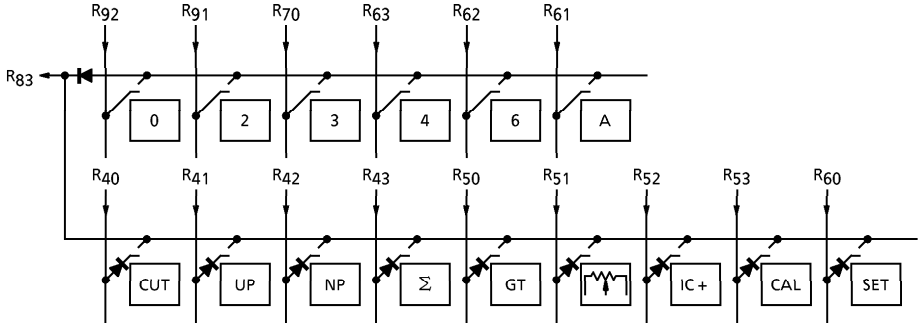 R92 R91 R70 R63 R62 R61
R83
0 2 3 4 6 A
R40 R41 R42 R43 R50 R51 R52 R53 R60
CUT UP NP Σ GT IC+ CAL SET